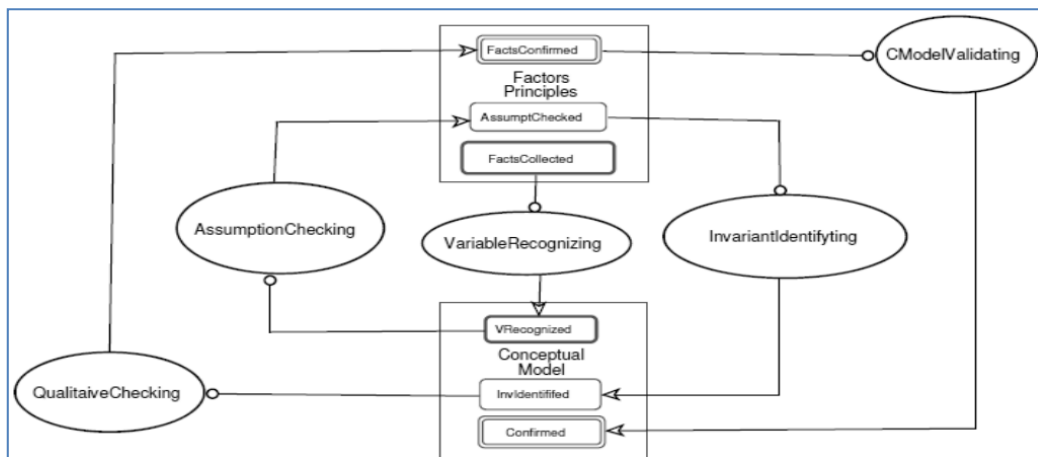 FactsConfirmed
CModelValidating
Factors
Principles
AssumptChecked
FactsCollected
AssumptionChecking
VariableRecognizing
InvariantIdentifyting
VRecognized
Conceptual
Model
QualitaiveChecking
InvIdentififed
Confirmed